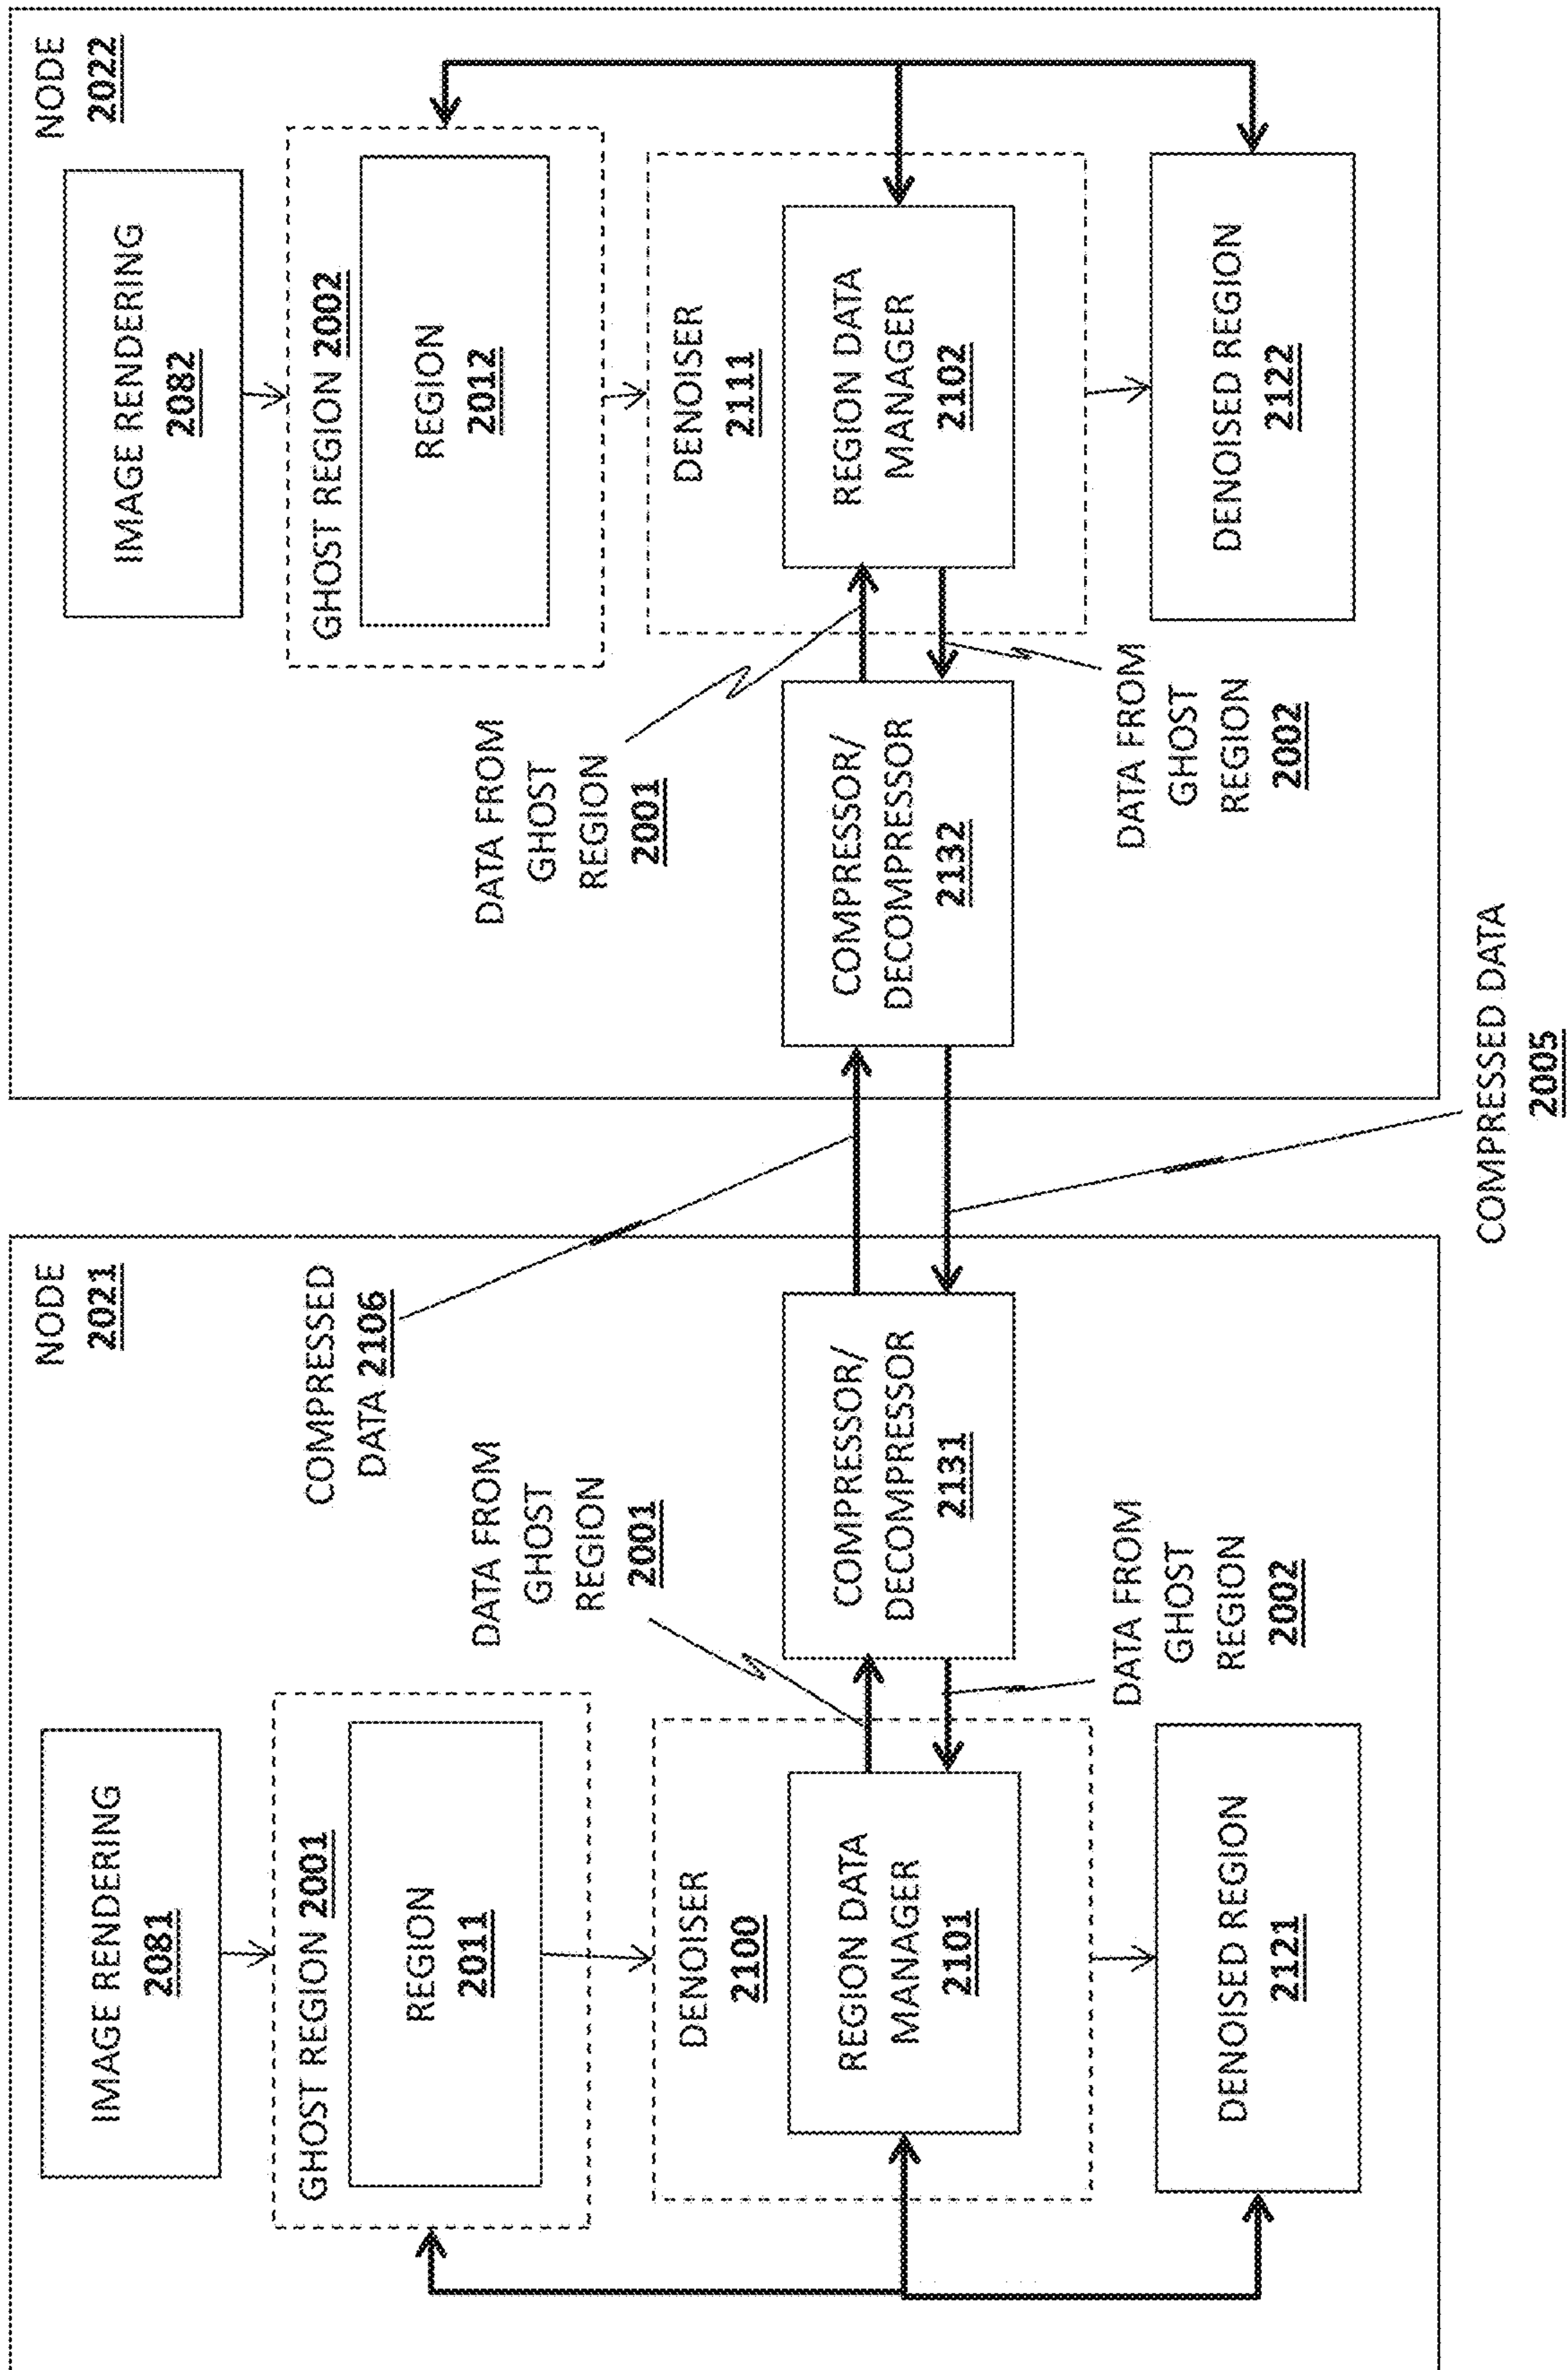 NODE
2021
IMAGE RENDERING
2081
GHOST REGION 2001
REGION
2011
DENOISER
2100
REGION DATA
MANAGER
2101
DENOISED REGION
2121
COMPRESSED
DATA 2106
DATA FROM
GHOST
REGION
2001
COMPRESSOR/
DECOMPRESSOR
2131
DATA FROM
GHOST
REGION
2002
NODE
2022
IMAGE RENDERING
2082
GHOST REGION 2002
REGION
2012
DENOISER
2111
REGION DATA
MANAGER
2102
DENOISED REGION
2122
DATA FROM
GHOST
REGION
2001
COMPRESSOR/
DECOMPRESSOR
2132
DATA FROM
GHOST
REGION
2002
COMPRESSED DATA
2005